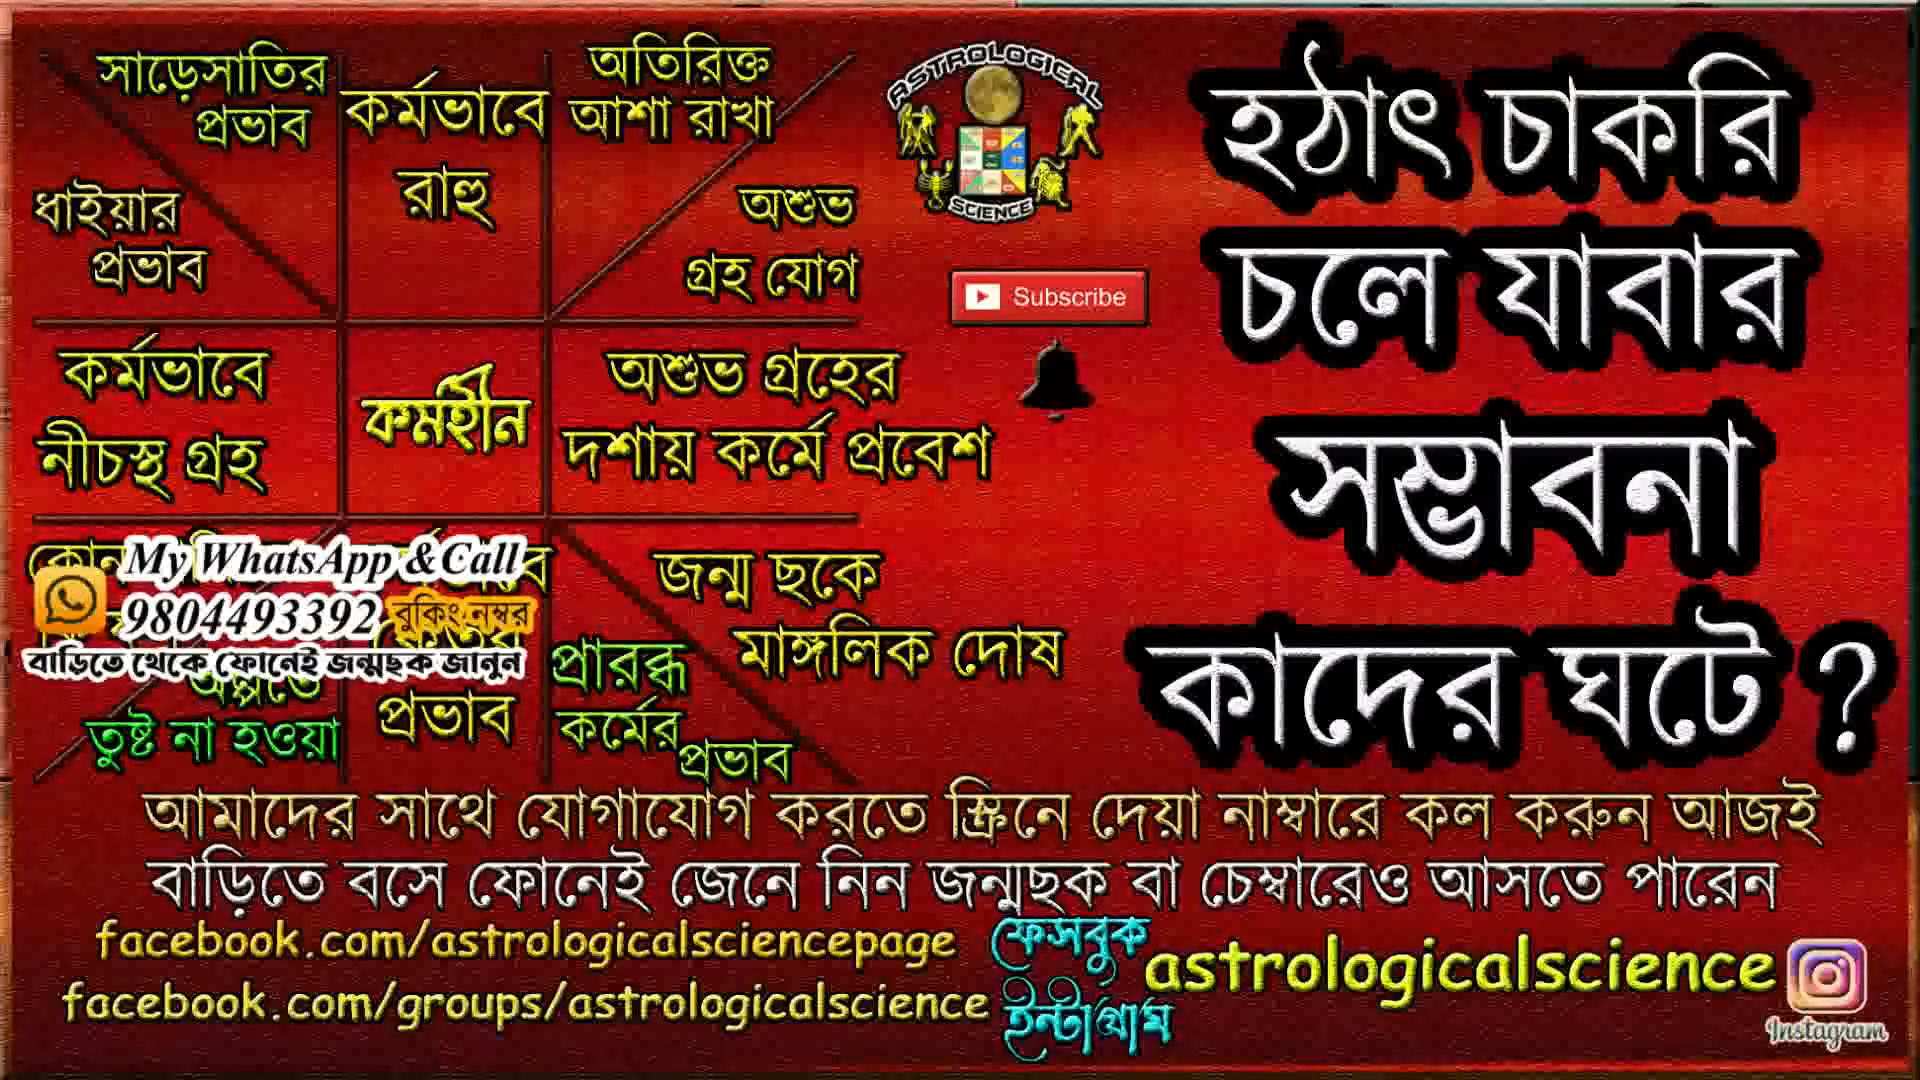 সাড়েসাতির
প্রভাব
ধাইয়ার
প্রভাব
কর্মভাবে
রাহু
অতিরিক্ত
আশা রাখা
অশুভ
গ্রহ যোগ
কর্মভাবে
নীচস্থ গ্রহ
কর্মহীন
অশুভ গ্রহের
দশায় কর্মে প্রবেশ
My WhatsApp & Call
9804493392 বুকিং নম্বর
বাড়িতে থেকে ফোনেই জন্মছক জানুন
অল্পতে
তুষ্ট না হওয়া
প্রভাব
জন্ম ছকে
মাঙ্গলিক দোষ
প্রারব্ধ
কর্মের
প্রভাব
ASTROLOGICAL
SCIENCE
Subscribe
হঠাৎ চাকরি
চলে যাবার
সম্ভাবনা
কাদের ঘটে ?
আমাদের সাথে যোগাযোগ করতে স্ক্রিনে দেয়া নাম্বারে কল করুন আজই
বাড়িতে বসে ফোনেই জেনে নিন জন্মছক বা চেম্বারেও আসতে পারেন
facebook.com/astrologicalsciencepage
facebook.com/groups/astrologicalscience
ফেসবুক
ইন্টাগ্রাম
astrologicalscience
Instagram